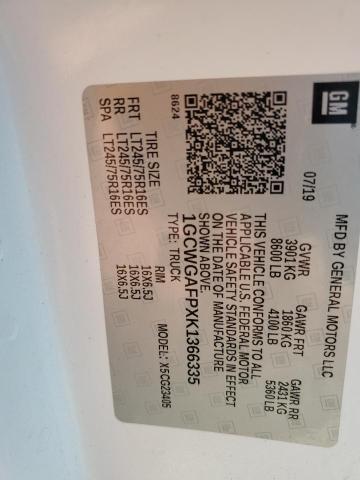 GM
MFD BY GENERAL MOTORS LLC
07/19
GVWR GAWR FRT GAWR RR
3901 KG 1860 KG 2431 KG
8600 LB 4100 LB 5360 LB
THIS VEHICLE CONFORMS TO ALL
APPLICABLE U.S. FEDERAL MOTOR
VEHICLE SAFETY STANDARDS IN EFFECT
ON THE DATE OF MANUFACTURE
SHOWN ABOVE.
1GCWGAFPXK1366335
8624 TYPE: TRUCK MODEL: X5CG23405
TIRE SIZE RIM
FRT LT245/75R16ES 16X6.5J
RR LT245/75R16ES 16X6.5J
SPA LT245/75R16ES 16X6.5J